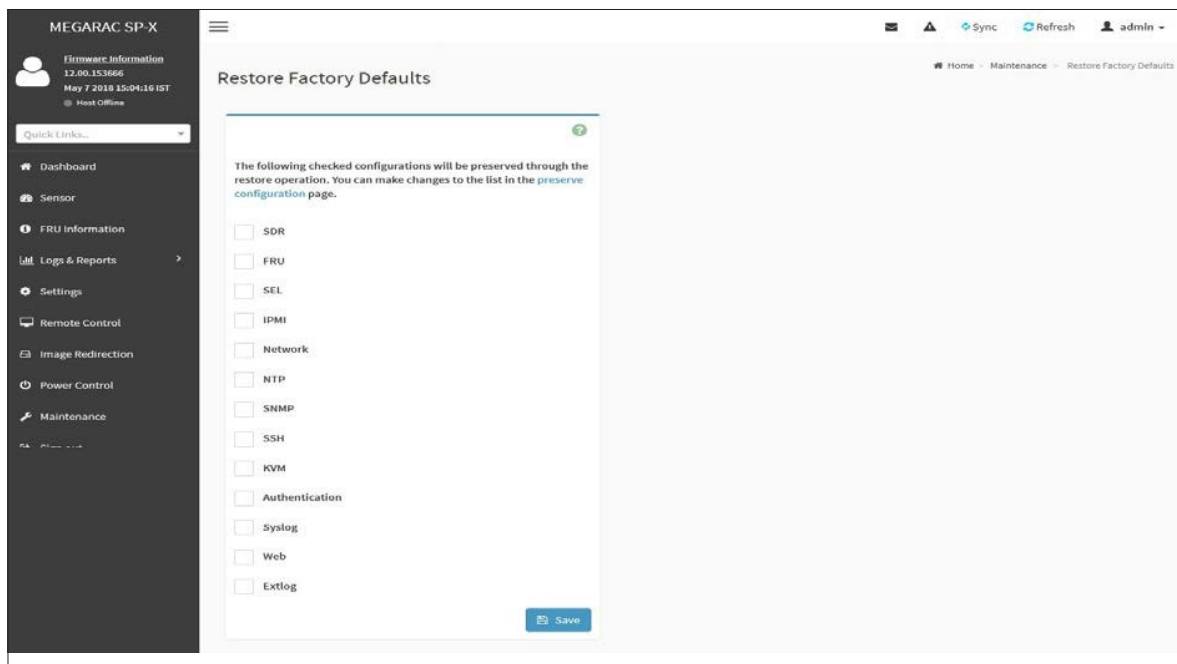 MEGARAC SP-X
Sync
Refresh
admin
Firmware Information
12.00.153666
May 7 2018 15:04:16 IST
Host Offline
Quick Links...
Dashboard
Sensor
FRU Information
Logs & Reports
Settings
Remote Control
Image Redirection
Power Control
Maintenance
Sign out
Restore Factory Defaults
Home - Maintenance - Restore Factory Defaults
The following checked configurations will be preserved through the
restore operation. You can make changes to the list in the preserve
configuration page.
SDR
FRU
SEL
IPMI
Network
NTP
SNMP
SSH
KVM
Authentication
Syslog
Web
Extlog
Save